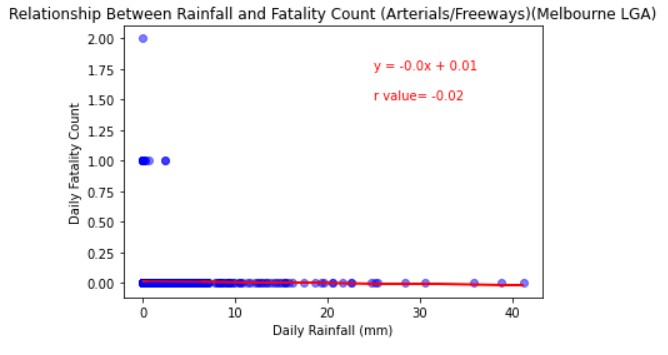 Relationship Between Rainfall and Fatality Count (Arterials/Freeways)(Melbourne LGA)
2.00
1.75
1.50
1.25
1.00
0.75
0.50
0.25
0.00
Daily Fatality Count
y = -0.0x + 0.01
r value= -0.02
0 10 20 30 40
Daily Rainfall (mm)